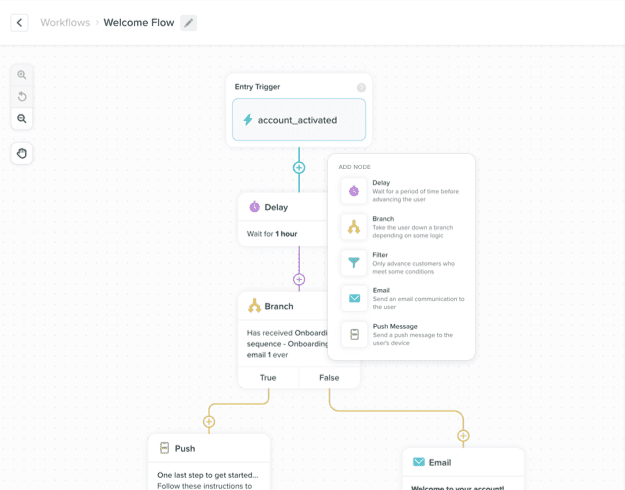 Workflows › Welcome Flow
Entry Trigger ?
account_activated
ADD NODE
Delay
Wait for a period of time before
advancing the user
Branch
Take the user down a branch
depending on some logic
Filter
Only advance customers who
meet some conditions
Email
Send an email communication to
the user
Push Message
Send a push message to the
user's device
Delay
Wait for 1 hour
Branch
Has received Onboardi
sequence - Onboarding
email 1 ever
True False
Push
One last step to get started...
Follow these instructions to
Email
Welcome to your account!